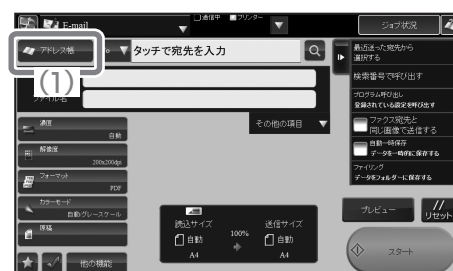 E-mail
通信中 プリンター
ジョブ状況
アドレス帳
タッチで宛先を入力
(1)
ファイル名
その他の項目
濃度
自動
解像度
200x200dpi
フォーマット
PDF
カラーモード
自動/グレースケール
原稿
他の機能
読込サイズ
自動
A4
100%
送信サイズ
自動
A4
最近送った宛先から
選択する
検索番号で呼び出す
プログラム呼び出し
登録されている設定を呼び出す
ファクス宛先と
同じ画像で送信する
自動一時保存
データを一時的に保存する
ファイリング
データをフォルダーに保存する
プレビュー
リセット
スタート